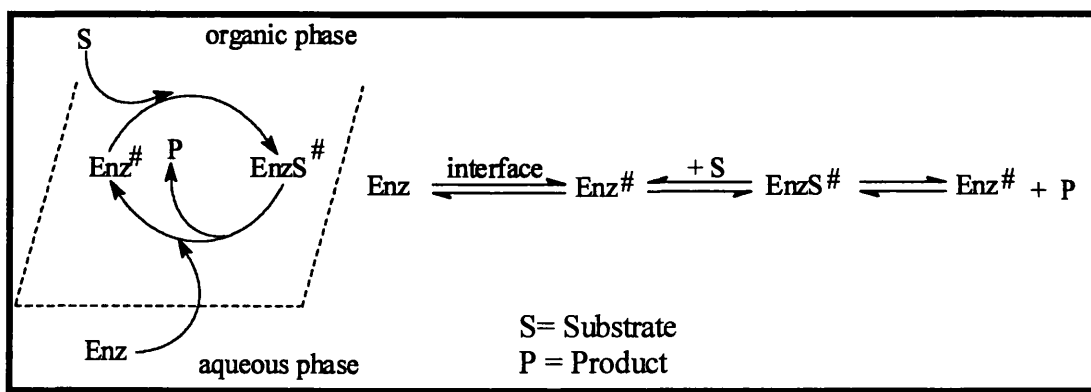 S organic phase
Enz# P EnzS#
Enz interface Enz# + S EnzS# Enz# + P
Enz aqueous phase
S= Substrate
P = Product